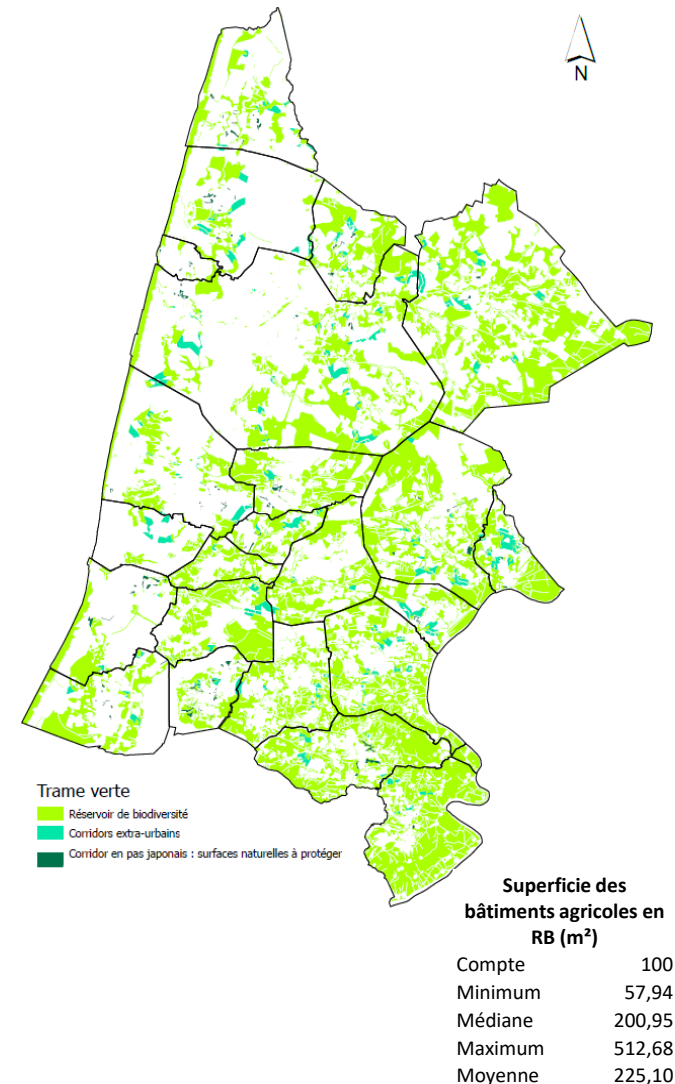 N
Trame verte
Réservoir de biodiversité
Corridors extra-urbains
Corridor en pas japonais : surfaces naturelles à protéger
Superficie des
bâtiments agricoles en
RB (m²)
Compte 100
Minimum 57,94
Médiane 200,95
Maximum 512,68
Moyenne 225,10